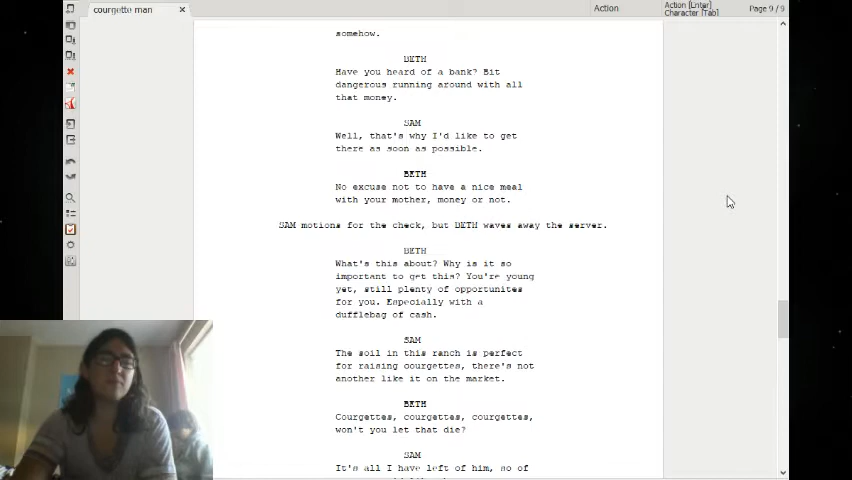 courgette man
Action
Action [Enter]
Character [Tab]
Page 9 / 9
somehow.
BETH
Have you heard of a bank? Bit
dangerous running around with all
that money.
SAM
Well, that's why I'd like to get
there as soon as possible.
BETH
No excuse not to have a nice meal
with your mother, money or not.
SAM motions for the check, but BETH waves away the server.
BETH
What's this about? Why is it so
important to get this? You're young
yet, still plenty of opportunites
for you. Especially with a
dufflebag of cash.
SAM
The soil in this ranch is perfect
for raising courgettes, there's not
another like it on the market.
BETH
Courgettes, courgettes, courgettes,
won't you let that die?
SAM
It's all I have left of him, so of